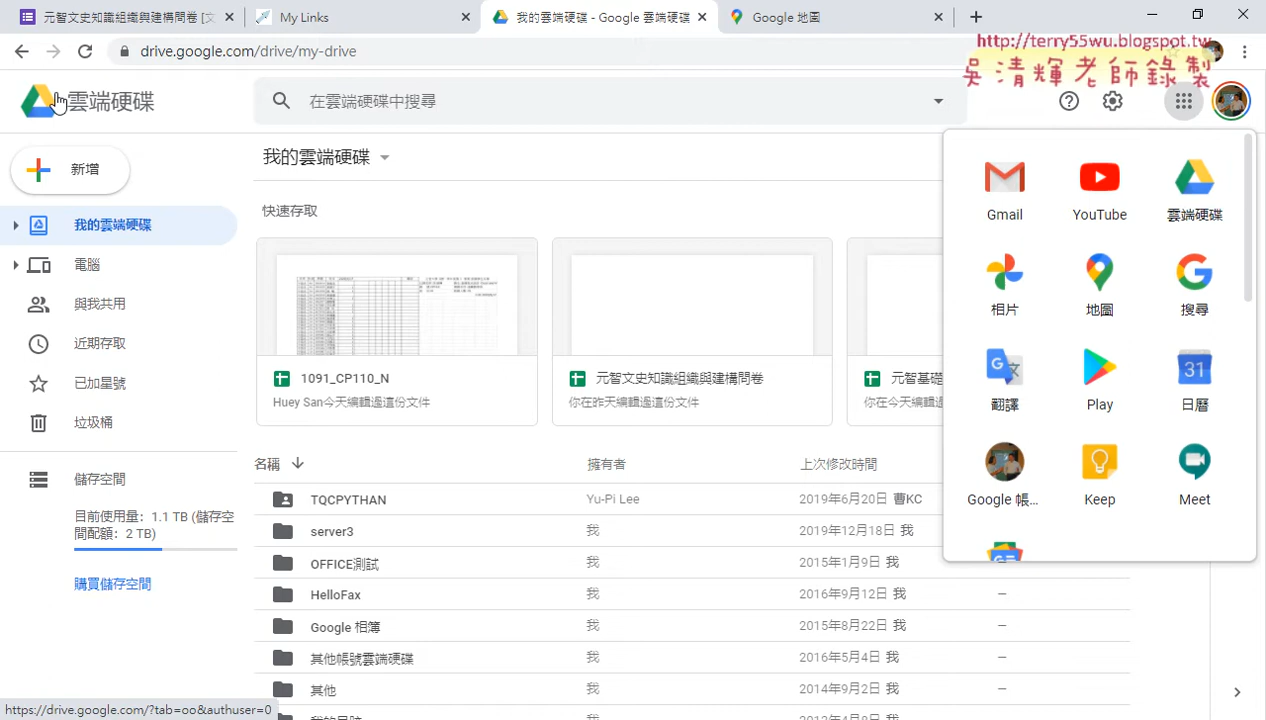 元智文史知識組織與建構問卷 [文
My Links
我的雲端硬碟 - Google 雲端硬碟
Google 地圖
drive.google.com/drive/my-drive
http://terry55wu.blogspot.tw
吳清輝老師錄製
雲端硬碟
在雲端硬碟中搜尋
新增
我的雲端硬碟
電腦
與我共用
近期存取
已加星號
垃圾桶
儲存空間
目前使用量：1.1 TB (儲存空
間配額：2 TB)
購買儲存空間
我的雲端硬碟
快速存取
1091_CP110_N
Huey San今天編輯過這份文件
元智文史知識組織與建構問卷
你在昨天編輯過這份文件
元智基礎
你在今天編輯
名稱
擁有者
上次修改時間
TQCPYTHAN
Yu-Pi Lee
2019年6月20日 曹KC
server3
我
2019年12月18日 我
OFFICE測試
我
2015年1月9日 我
HelloFax
我
2016年9月12日 我
—
Google 相簿
我
2015年8月22日 我
—
其他帳號雲端硬碟
我
2016年5月4日 我
—
其他
我
2014年9月2日 我
—
Gmail
YouTube
雲端硬碟
相片
地圖
搜尋
翻譯
Play
31
日曆
Google 帳...
Keep
Meet
https://drive.google.com/?tab=oo&authuser=0